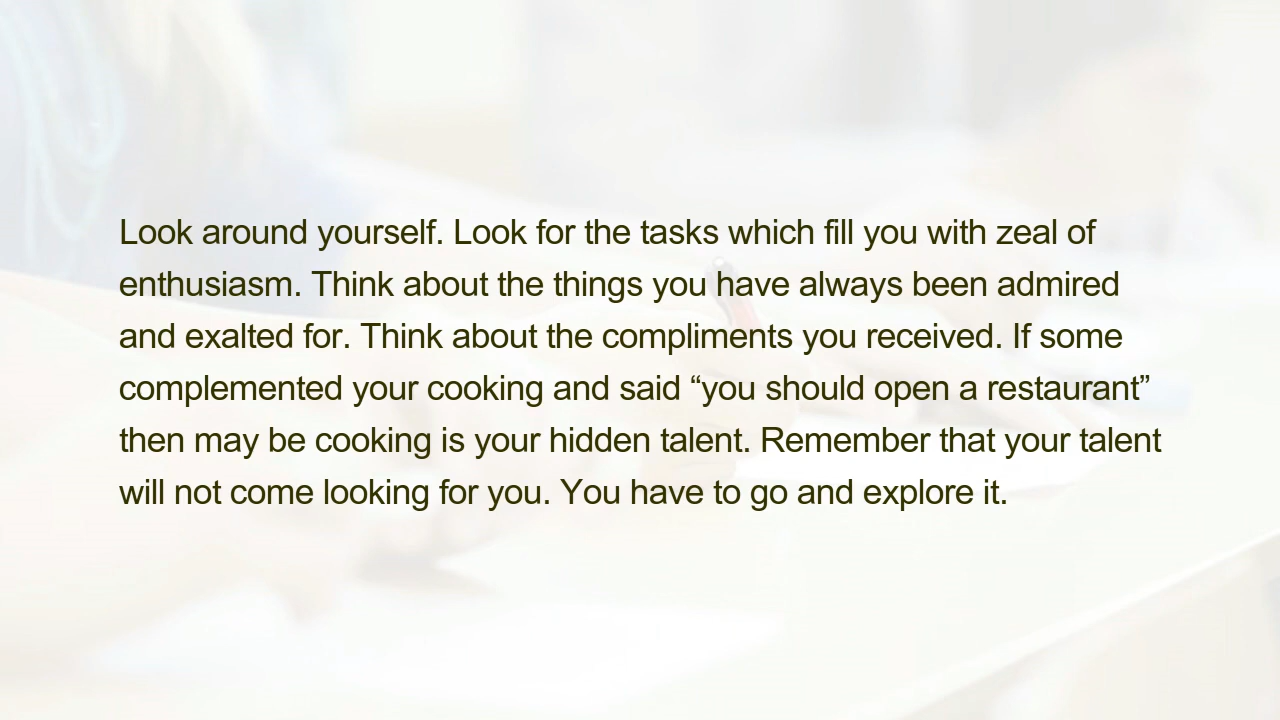 Look around yourself. Look for the tasks which fill you with zeal of
enthusiasm. Think about the things you have always been admired
and exalted for. Think about the compliments you received. If some
complemented your cooking and said “you should open a restaurant”
then may be cooking is your hidden talent. Remember that your talent
will not come looking for you. You have to go and explore it.